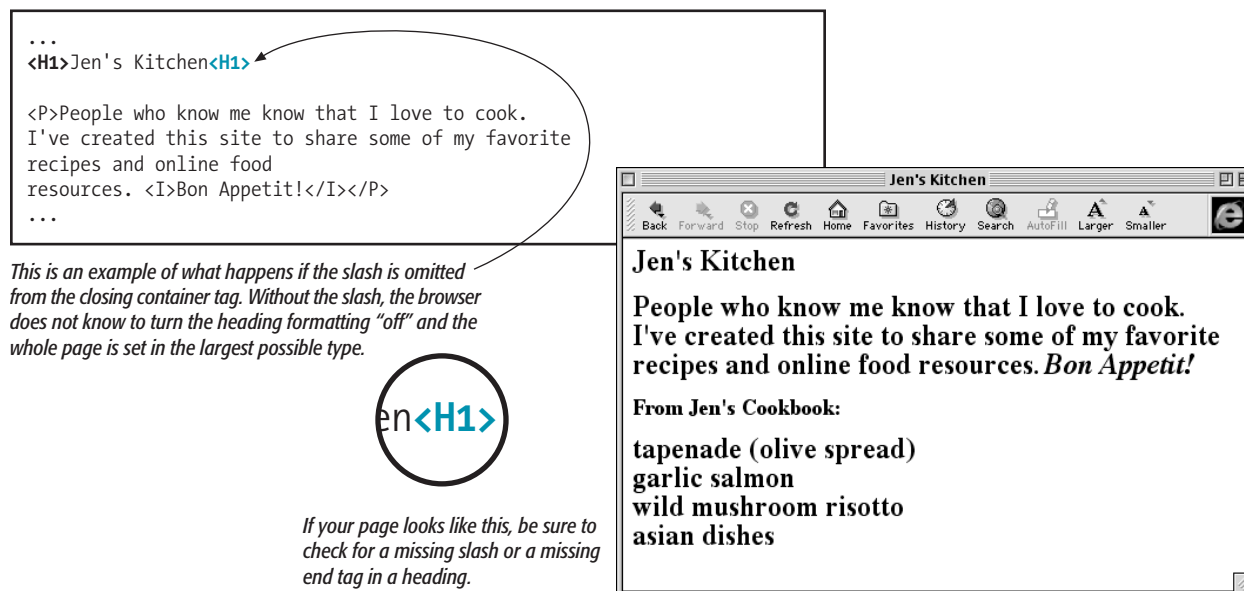 ...
<H1>Jen's Kitchen<H1>
<P>People who know me know that I love to cook.
I've created this site to share some of my favorite
recipes and online food
resources. <I>Bon Appetit!</I></P>
...
This is an example of what happens if the slash is omitted
from the closing container tag. Without the slash, the browser
does not know to turn the heading formatting “off” and the
whole page is set in the largest possible type.
en<H1>
If your page looks like this, be sure to
check for a missing slash or a missing
end tag in a heading.
Jen's Kitchen
Back Forward Stop Refresh Home Favorites History Search AutoFill Larger Smaller
Jen's Kitchen
People who know me know that I love to cook.
I've created this site to share some of my favorite
recipes and online food resources. Bon Appetit!
From Jen's Cookbook:
tapenade (olive spread)
garlic salmon
wild mushroom risotto
asian dishes